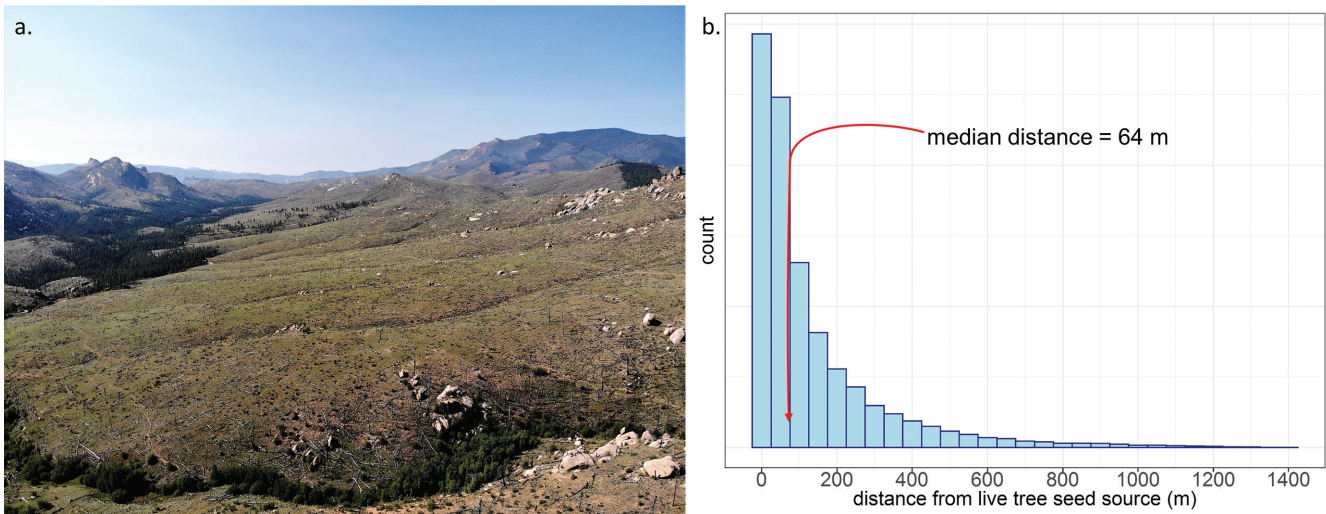 a.
b.
median distance = 64 m
count
0 200 400 600 800 1000 1200 1400
distance from live tree seed source (m)